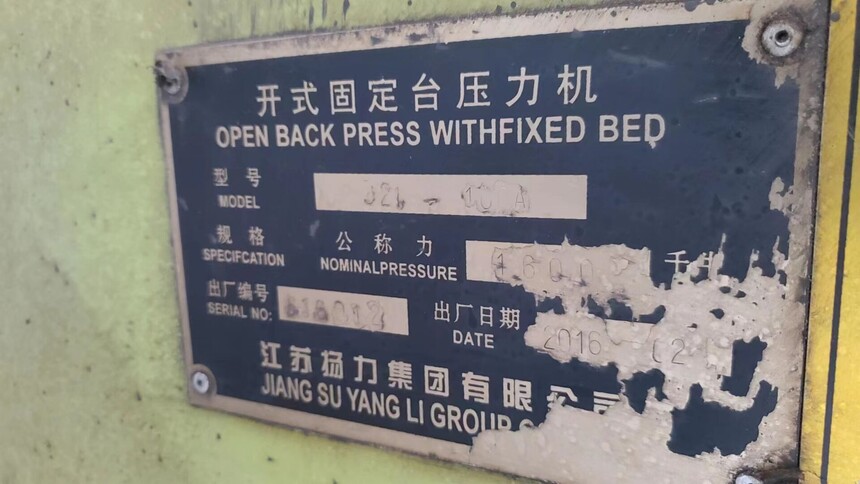 开式固定台压力机
OPEN BACK PRESS WITHFIXED BED
型号
MODEL
规格 公称力
SPECIFCATION NOMINALPRESSURE
千
出厂编号 出厂日期
SERIAL NO: DATE 2016
江苏扬力集团有限公司
JIANG SU YANG LI GROUP